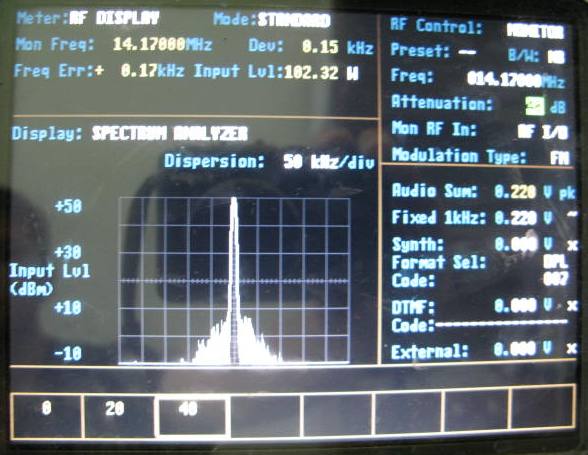 Meter:RF DISPLAY Mode:STANDARD
Mon Freq: 14.17000MHz Dev: 0.15 kHz
Freq Err:+ 0.17kHz Input Lvl:102.32 W
Display: SPECTRUM ANALYZER
Dispersion: 50 kHz/div
+50
+30
Input Lvl
(dBm)
+10
-10
0 20 40
RF Control: MONITOR
Preset: -- B/W: NB
Freq: 014.17000MHz
Attenuation: dB
Mon RF In: RF I/O
Modulation Type: FM
Audio Sum: 0.220 V pk
Fixed 1kHz: 0.220 V ~
Synth: 0.000 V x
Format Sel: DPL
Code: 007
DTMF: 0.000 V x
Code:----------------
External: 0.000 V x